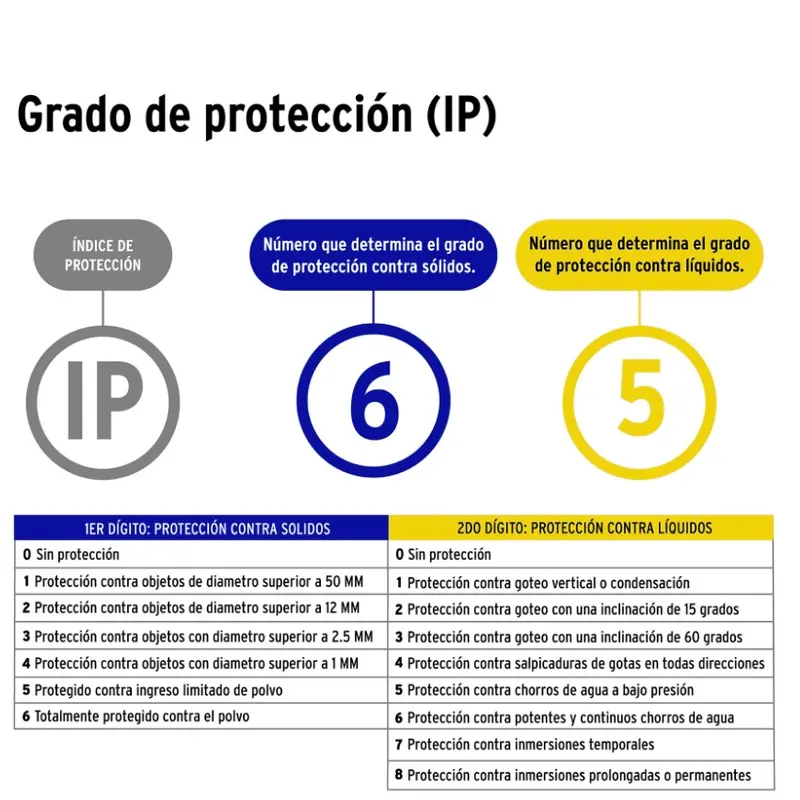 Grado de protección (IP)
ÍNDICE DE
PROTECCIÓN
Número que determina el grado
de protección contra sólidos.
Número que determina el grado
de protección contra líquidos.
IP
6
5
1ER DÍGITO: PROTECCIÓN CONTRA SOLIDOS
0 Sin protección
1 Protección contra objetos de diametro superior a 50 MM
2 Protección contra objetos de diametro superior a 12 MM
3 Protección contra objetos con diametro superior a 2.5 MM
4 Protección contra objetos con diametro superior a 1 MM
5 Protegido contra ingreso limitado de polvo
6 Totalmente protegido contra el polvo
2DO DÍGITO: PROTECCIÓN CONTRA LÍQUIDOS
0 Sin protección
1 Protección contra goteo vertical o condensación
2 Protección contra goteo con una inclinación de 15 grados
3 Protección contra goteo con una inclinación de 60 grados
4 Protección contra salpicaduras de gotas en todas direcciones
5 Protección contra chorros de agua a bajo presión
6 Protección contra potentes y continuos chorros de agua
7 Protección contra inmersiones temporales
8 Protección contra inmersiones prolongadas o permanentes